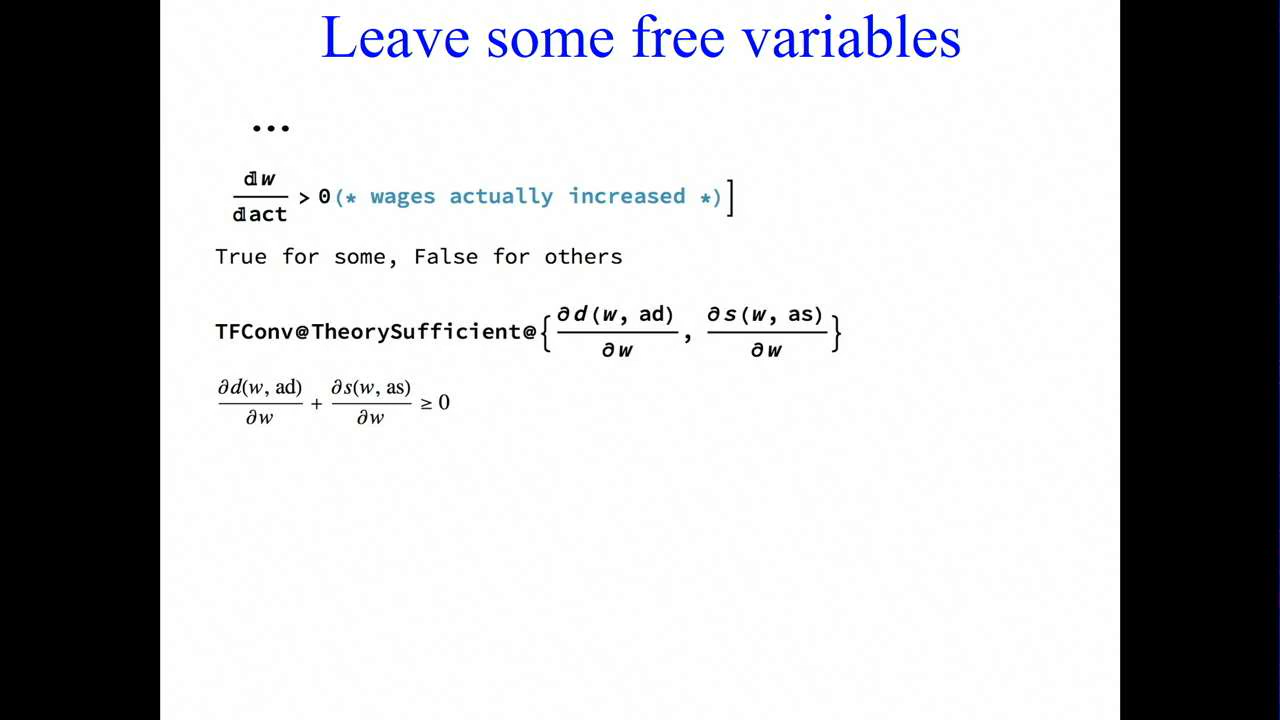 Leave some free variables
...
ⅆw/ⅆact > 0 (* wages actually increased *)]
True for some, False for others
TFConv@TheorySufficient@{∂d(w, ad)/∂w, ∂s(w, as)/∂w}
∂d(w, ad)/∂w + ∂s(w, as)/∂w ≥ 0